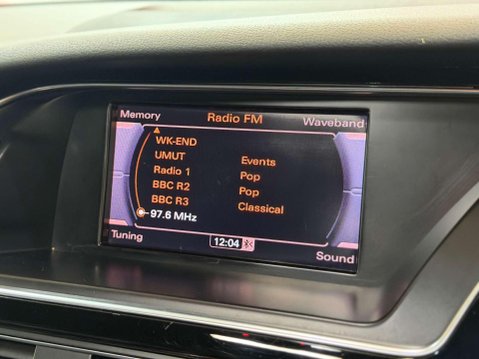 Memory Radio FM Waveband
WK-END
UMUT Events
Radio 1 Pop
BBC R2 Pop
BBC R3 Classical
97.6 MHz
Tuning 12:04 Sound